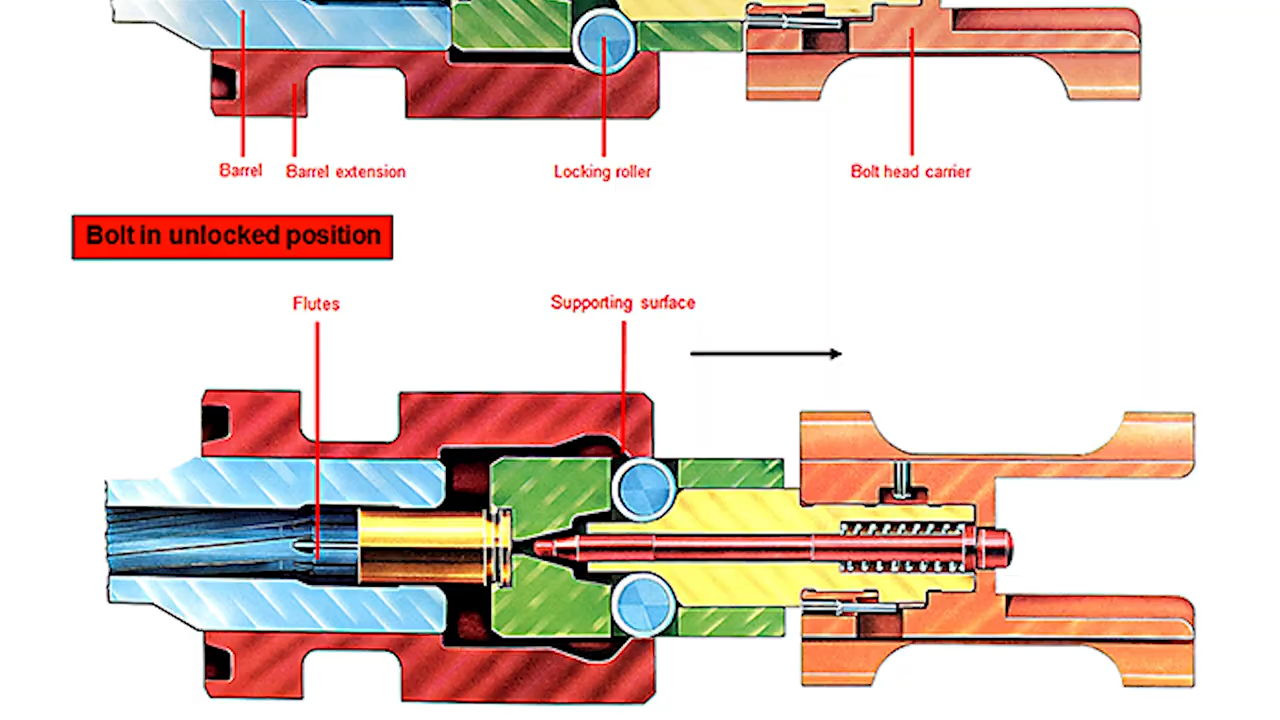 Barrel
Barrel extension
Locking roller
Bolt head carrier
Bolt in unlocked position
Flutes
Supporting surface